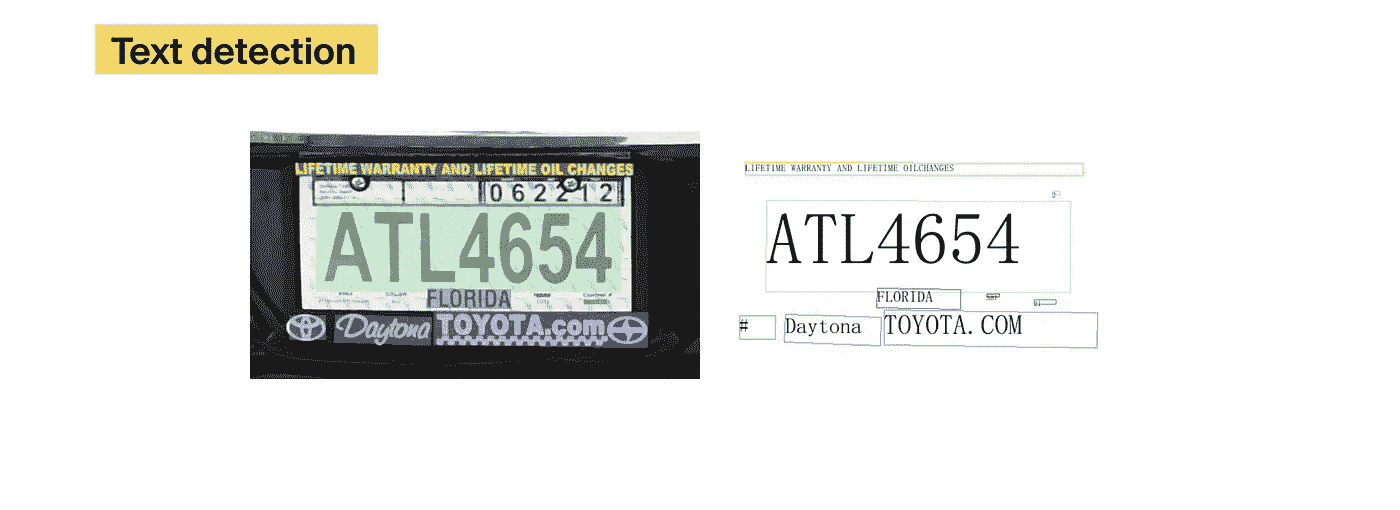 Text detection
LIFETIME WARRANTY AND LIFETIME OIL CHANGES
062212
ATL4654
COLOR
FLORIDA
Daytona
TOYOTA.com
LIFETIME WARRANTY AND LIFETIME OILCHANGES
ATL4654
FLORIDA
#
Daytona
TOYOTA.COM